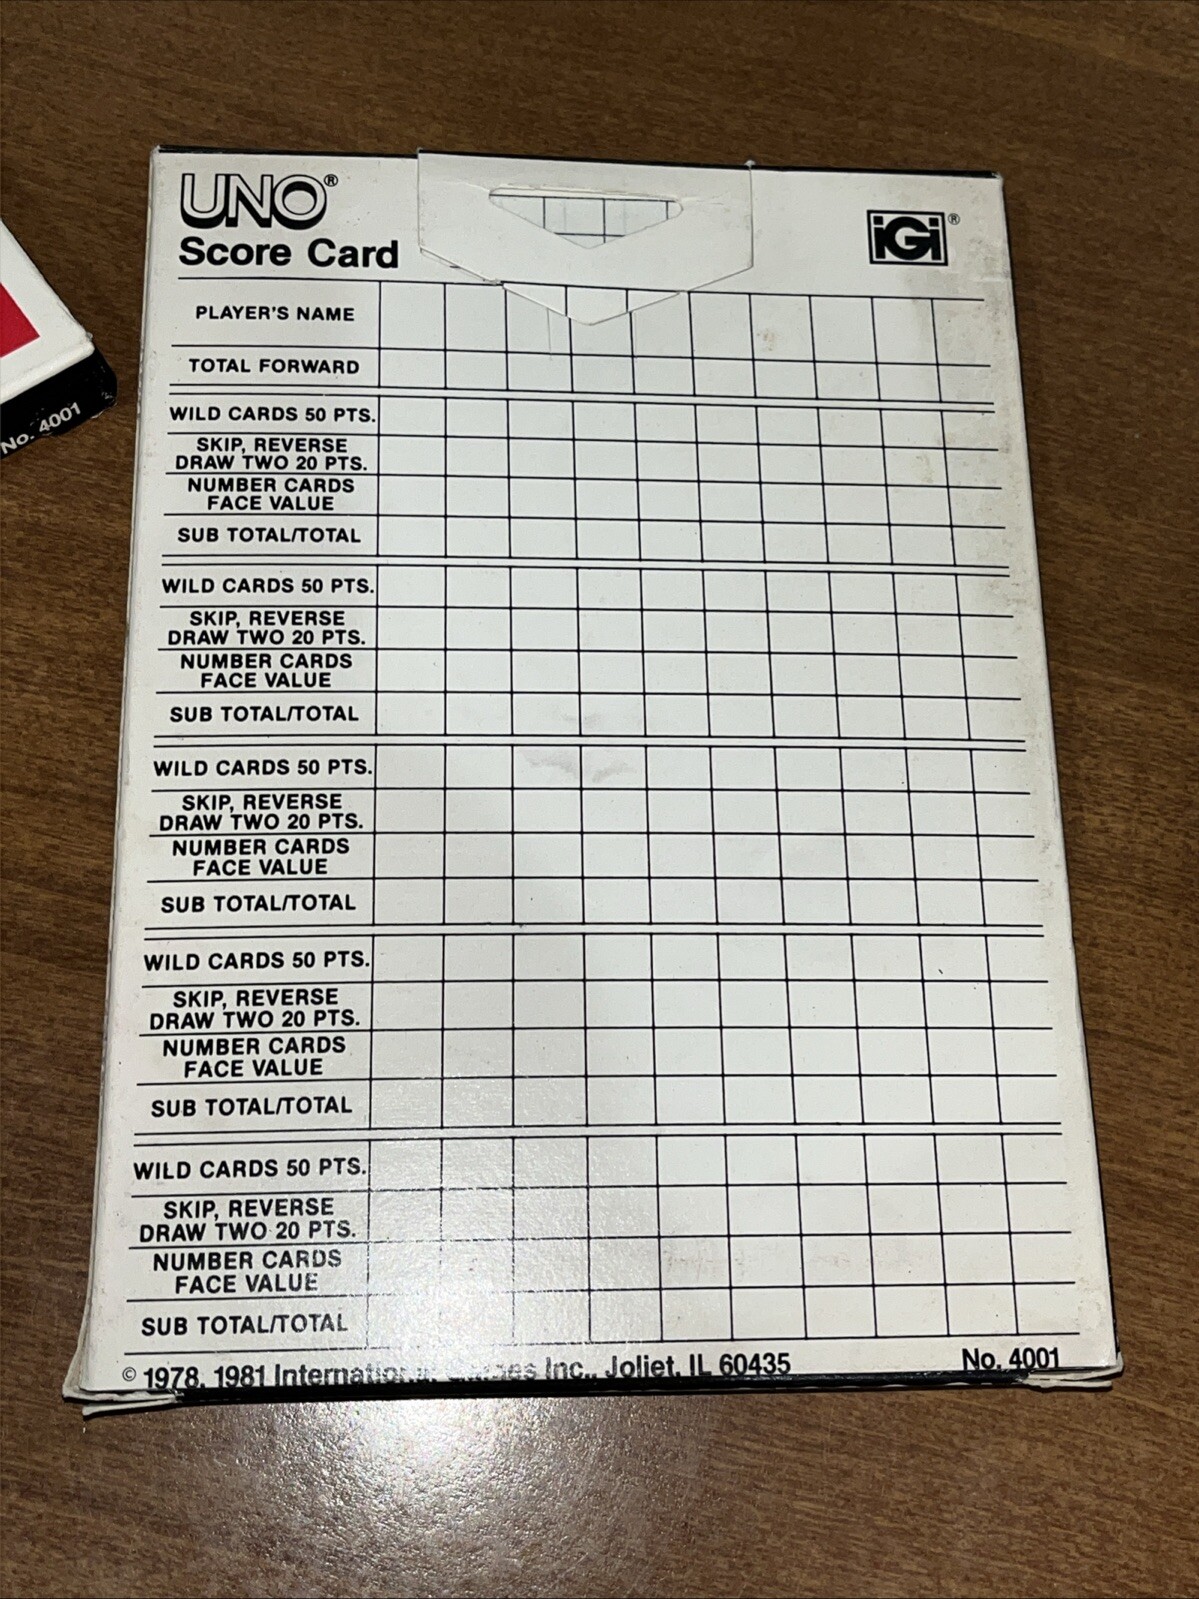 UNO®
Score Card
iGi®
PLAYER'S NAME
TOTAL FORWARD
WILD CARDS 50 PTS.
SKIP, REVERSE
DRAW TWO 20 PTS.
NUMBER CARDS
FACE VALUE
SUB TOTAL/TOTAL
WILD CARDS 50 PTS.
SKIP, REVERSE
DRAW TWO 20 PTS.
NUMBER CARDS
FACE VALUE
SUB TOTAL/TOTAL
WILD CARDS 50 PTS.
SKIP, REVERSE
DRAW TWO 20 PTS.
NUMBER CARDS
FACE VALUE
SUB TOTAL/TOTAL
WILD CARDS 50 PTS.
SKIP, REVERSE
DRAW TWO 20 PTS.
NUMBER CARDS
FACE VALUE
SUB TOTAL/TOTAL
WILD CARDS 50 PTS.
SKIP, REVERSE
DRAW TWO 20 PTS.
NUMBER CARDS
FACE VALUE
SUB TOTAL/TOTAL
© 1978, 1981 International Games Inc., Joliet, IL 60435
No. 4001
No. 4001